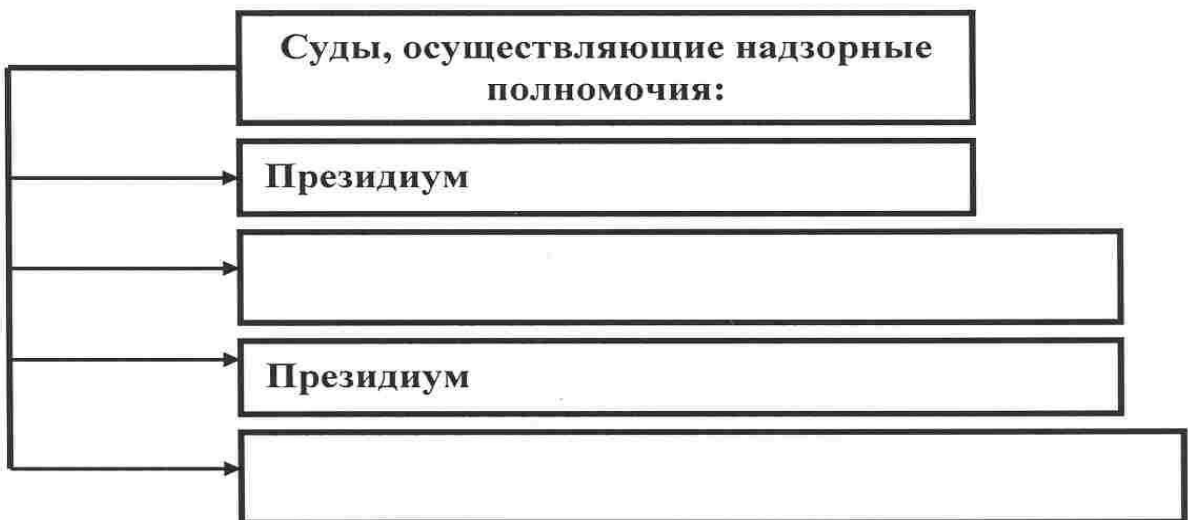 Суды, осуществляющие надзорные
полномочия:
Президиум
Президиум